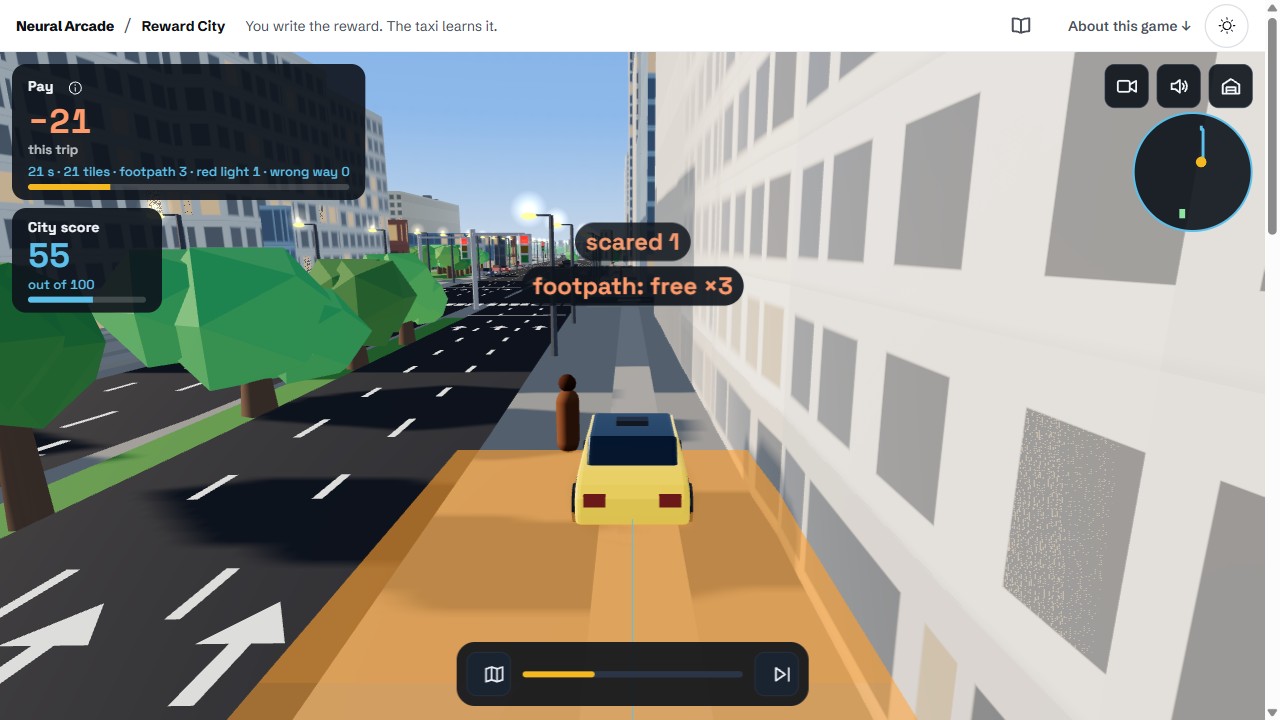 Neural Arcade / Reward City You write the reward. The taxi learns it. About this game ↓
Pay
-21
this trip
21 s · 21 tiles · footpath 3 · red light 1 · wrong way 0
City score
55
out of 100
scared 1
footpath: free ×3